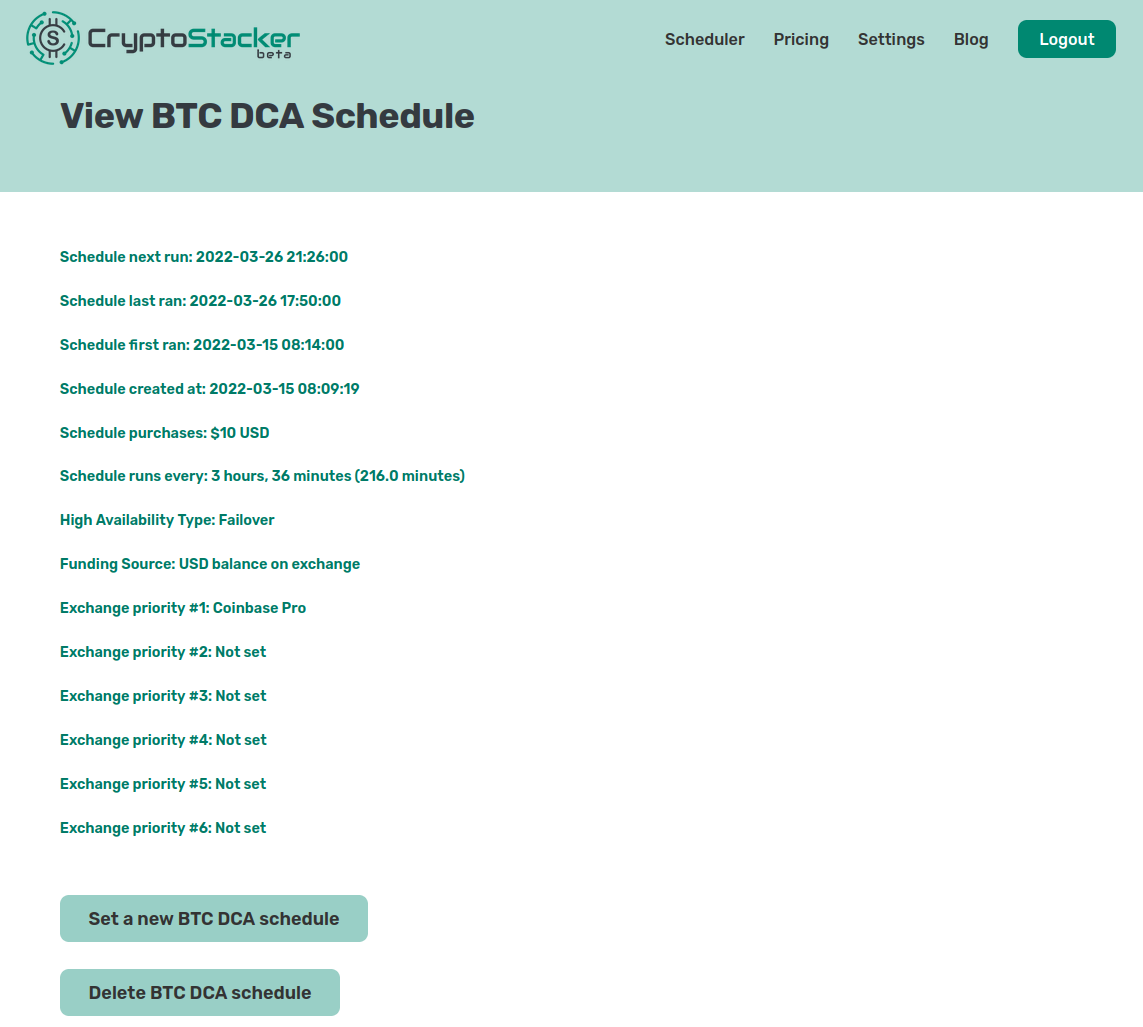 CryptoStacker
beta
Scheduler Pricing Settings Blog Logout
View BTC DCA Schedule
Schedule next run: 2022-03-26 21:26:00
Schedule last ran: 2022-03-26 17:50:00
Schedule first ran: 2022-03-15 08:14:00
Schedule created at: 2022-03-15 08:09:19
Schedule purchases: $10 USD
Schedule runs every: 3 hours, 36 minutes (216.0 minutes)
High Availability Type: Failover
Funding Source: USD balance on exchange
Exchange priority #1: Coinbase Pro
Exchange priority #2: Not set
Exchange priority #3: Not set
Exchange priority #4: Not set
Exchange priority #5: Not set
Exchange priority #6: Not set
Set a new BTC DCA schedule
Delete BTC DCA schedule